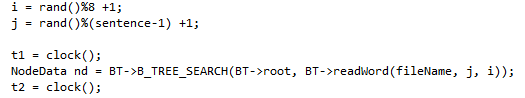 i = rand()%8 +1;
j = rand()%(sentence-1) +1;
t1 = clock();
NodeData nd = BT->B_TREE_SEARCH(BT->root, BT->readWord(fileName, j, i));
t2 = clock();